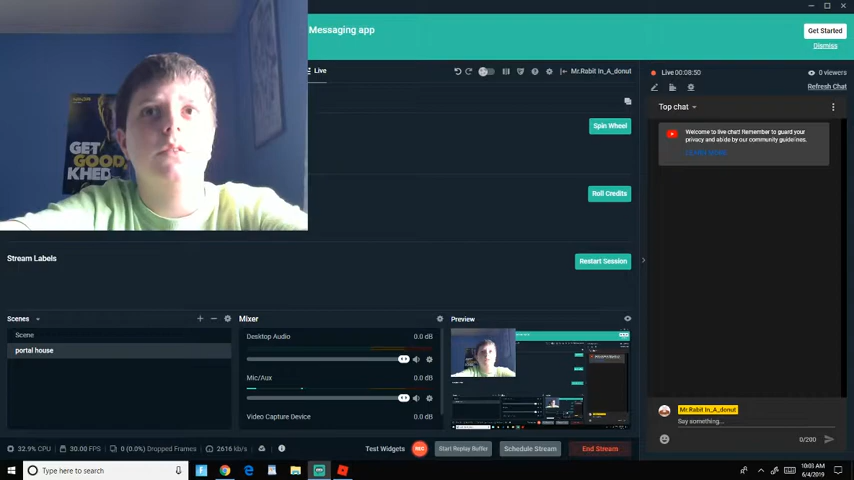 Messaging app
Get Started
Dismiss
Live
Mr.Rabit In_A_donut
Live 00:08:50
0 viewers
Refresh Chat
Top chat
Welcome to live chat! Remember to guard your
privacy and abide by our community guidelines.
LEARN MORE
Spin Wheel
GET
GOOD,
KHED
Roll Credits
Stream Labels
Restart Session
Scenes
Scene
portal house
Mixer
Desktop Audio
0.0 dB
Mic/Aux
0.0 dB
Video Capture Device
0.0 dB
Preview
Mr.Rabit In_A_donut
Say something...
0/200
32.9% CPU
30.00 FPS
0 (0.0%) Dropped Frames
2616 kb/s
Test Widgets
REC
Start Replay Buffer
Schedule Stream
End Stream
Type here to search
10:03 AM
6/4/2019